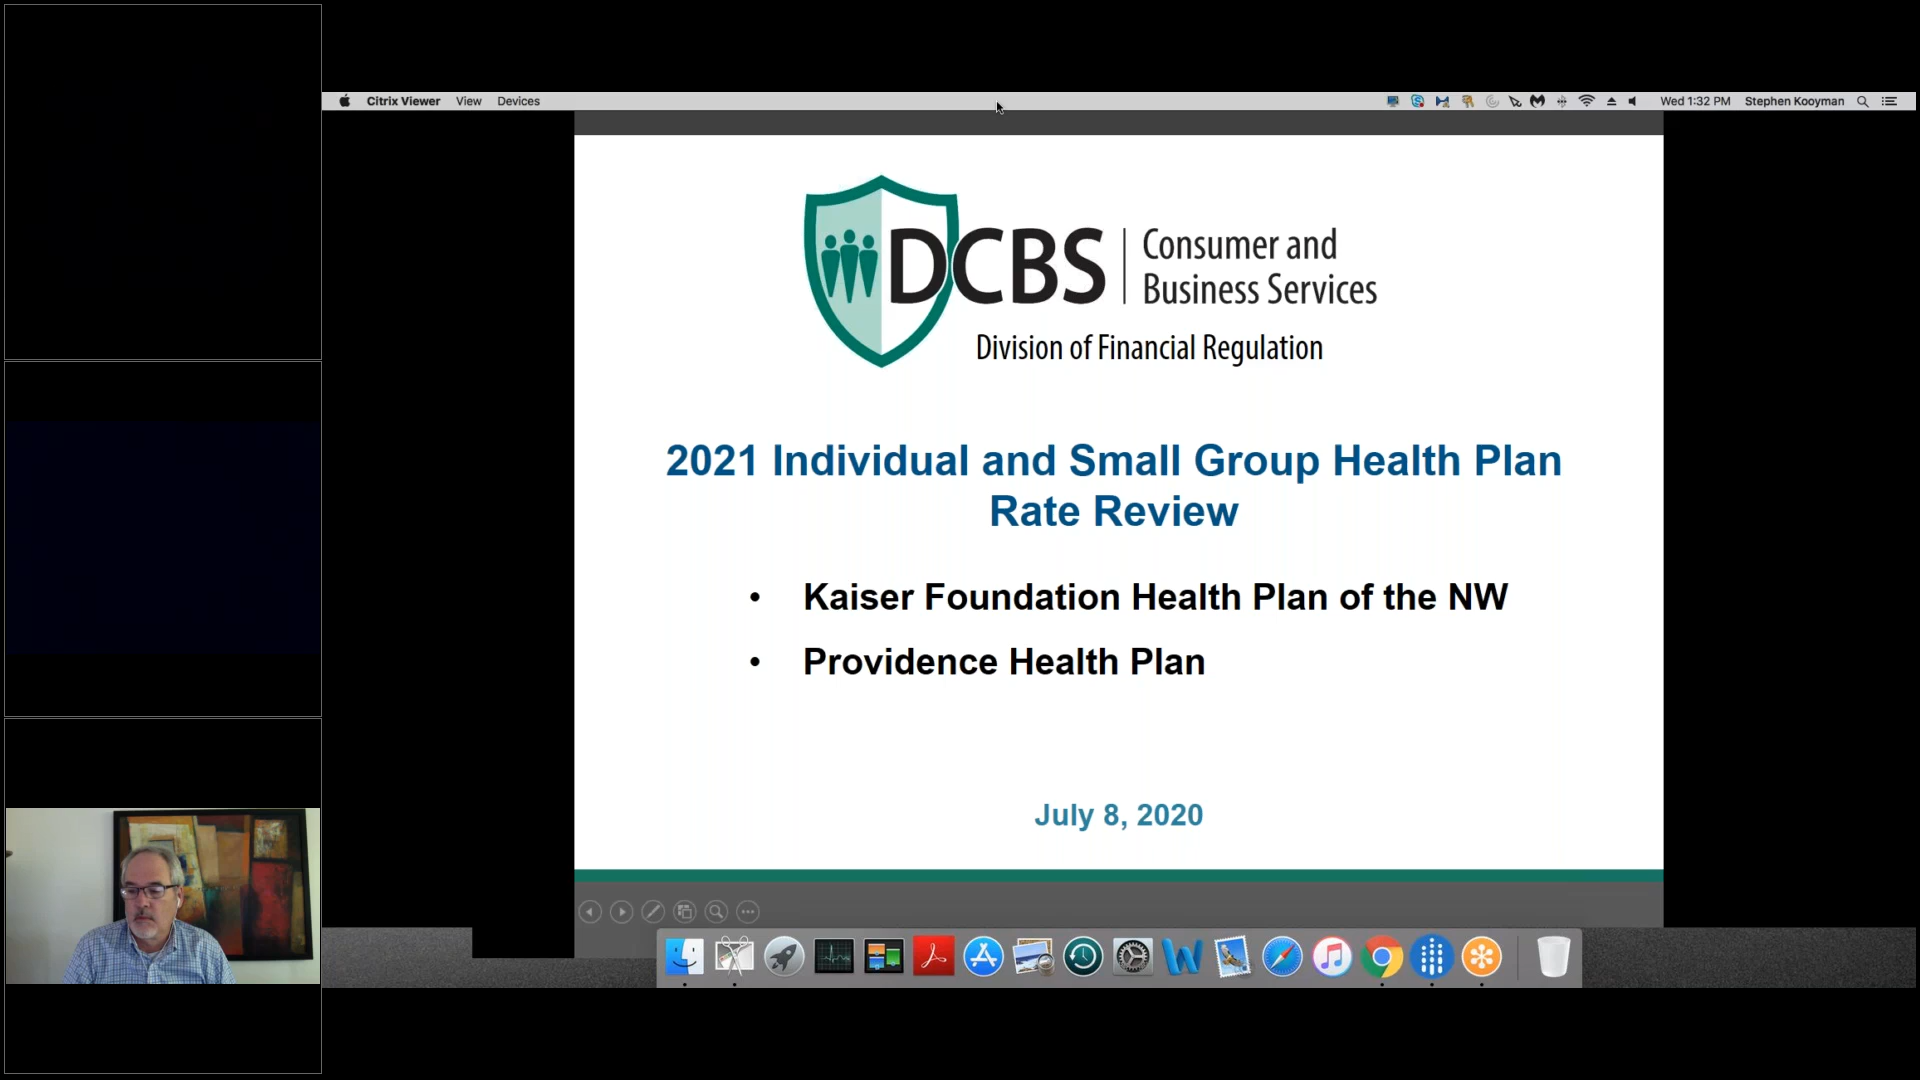 Citrix Viewer View Devices Wed 1:32 PM Stephen Kooyman
DCBS
Consumer and
Business Services
Division of Financial Regulation
2021 Individual and Small Group Health Plan
Rate Review
• Kaiser Foundation Health Plan of the NW
• Providence Health Plan
July 8, 2020